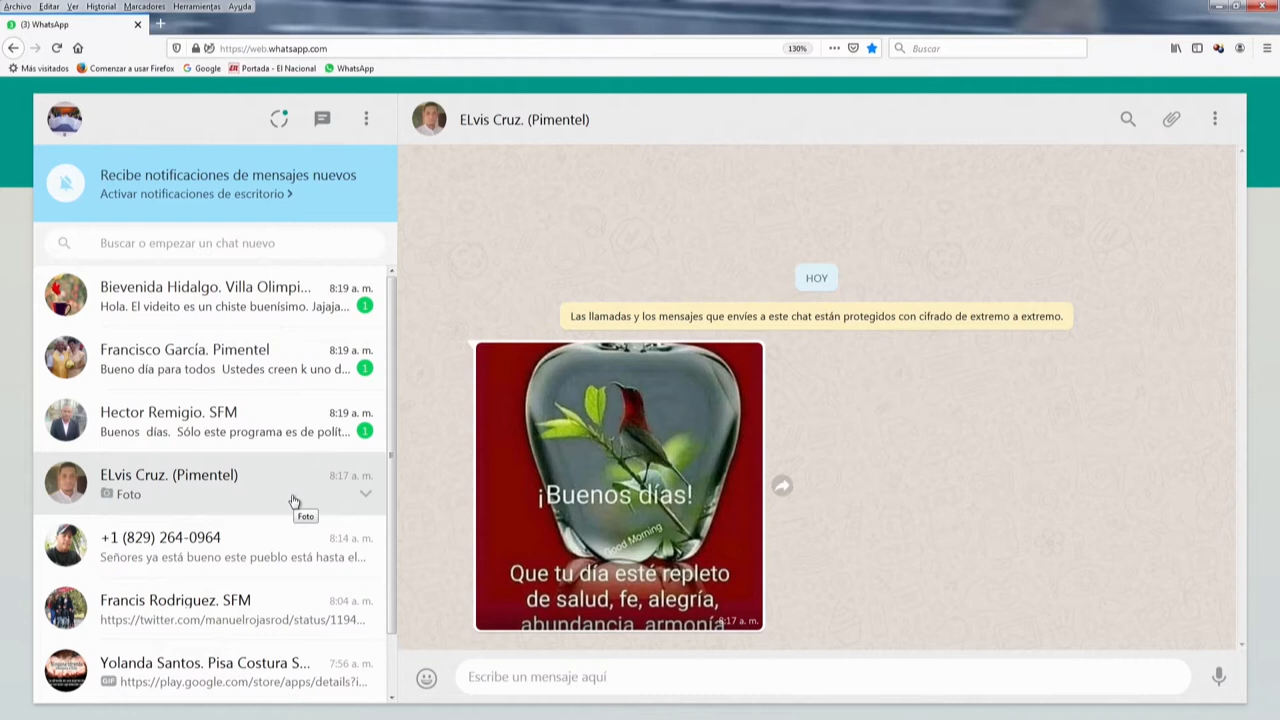 Archivo Editar Ver Historial Marcadores Herramientas Ayuda
(3) WhatsApp
https://web.whatsapp.com
130%
Buscar
Más visitados
Comenzar a usar Firefox
Google
Portada - El Nacional
WhatsApp
Recibe notificaciones de mensajes nuevos
Activar notificaciones de escritorio >
Buscar o empezar un chat nuevo
Bievenida Hidalgo. Villa Olimpi... 8:19 a. m.
Hola. El videito es un chiste buenísimo. Jajaja... 1
Francisco García. Pimentel 8:19 a. m.
Bueno día para todos Ustedes creen k uno d... 1
Hector Remigio. SFM 8:19 a. m.
Buenos días. Sólo este programa es de polít... 1
ELvis Cruz. (Pimentel) 8:17 a. m.
Foto
Foto
+1 (829) 264-0964 8:14 a. m.
Señores ya está bueno este pueblo está hasta el...
Francis Rodriguez. SFM 8:04 a. m.
https://twitter.com/manuelrojasrod/status/1194...
Yolanda Santos. Pisa Costura S... 7:56 a. m.
GIF https://play.google.com/store/apps/details?i...
ELvis Cruz. (Pimentel)
HOY
Las llamadas y los mensajes que envíes a este chat están protegidos con cifrado de extremo a extremo.
¡Buenos días!
Good Morning
Que tu día esté repleto
de salud, fe, alegría,
abundancia, armonía
8:17 a. m.
Escribe un mensaje aquí